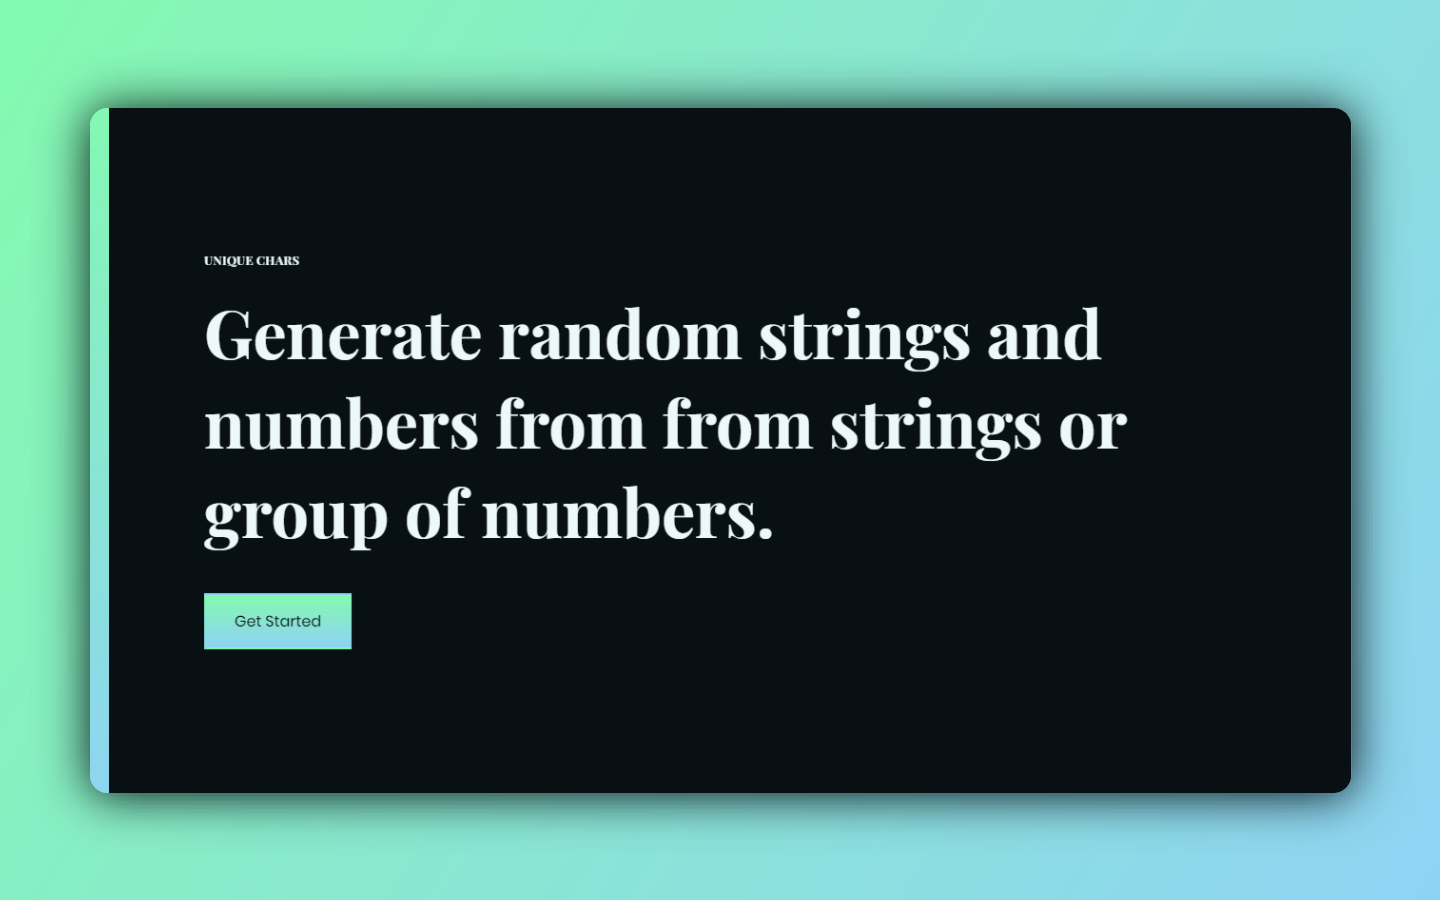 UNIQUE CHARS
Generate random strings and
numbers from from strings or
group of numbers.
Get Started